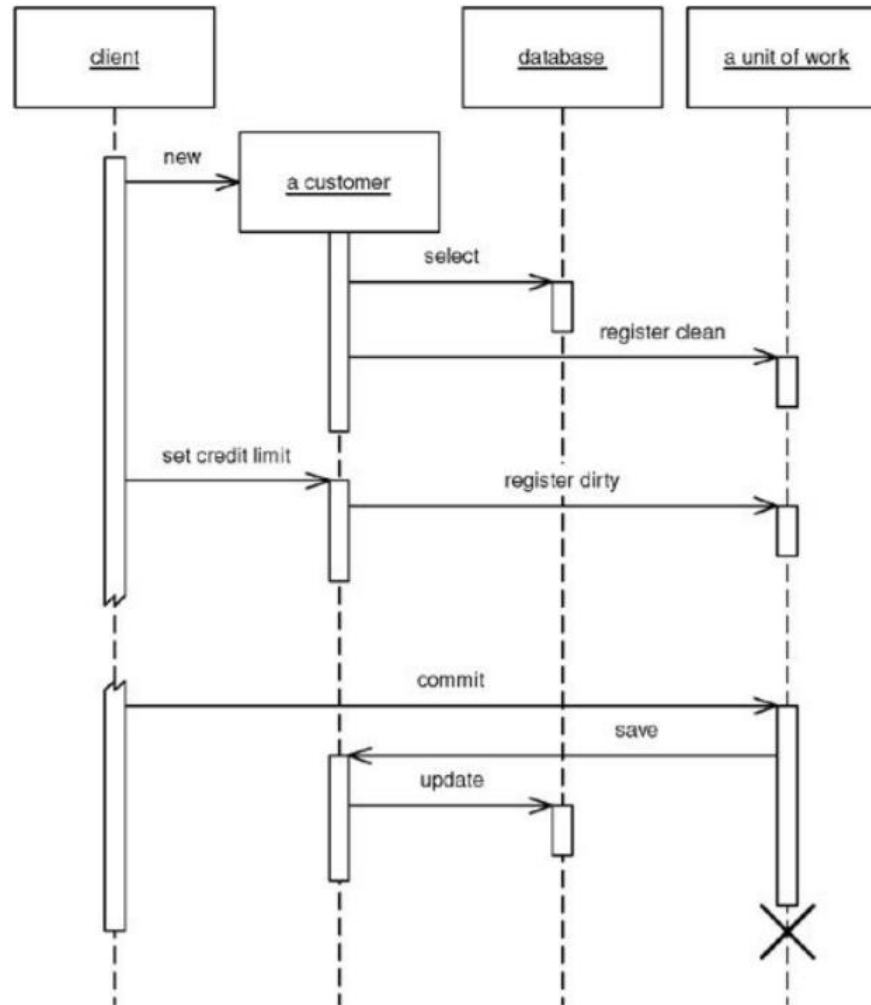 client
database
a unit of work
new
a customer
select
register clean
set credit limit
register dirty
commit
save
update